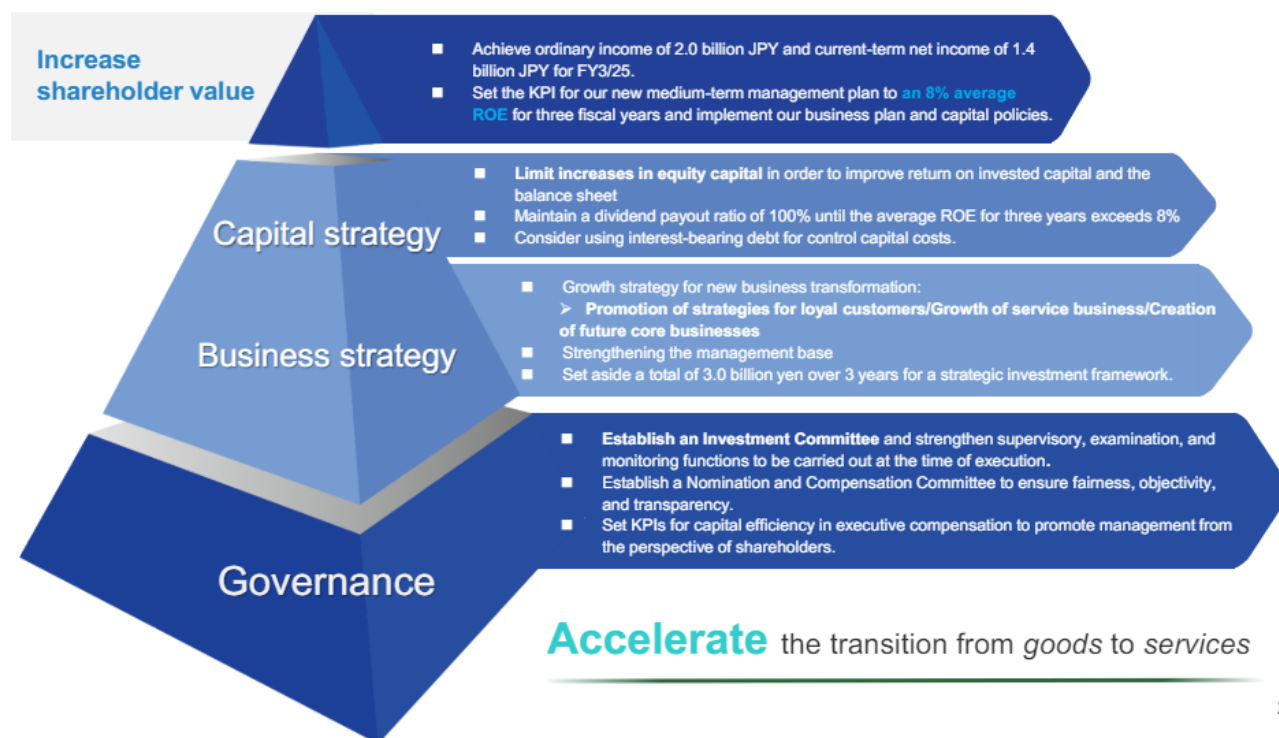 Increase
shareholder value
■ Achieve ordinary income of 2.0 billion JPY and current-term net income of 1.4
billion JPY for FY3/25.
■ Set the KPI for our new medium-term management plan to an 8% average
ROE for three fiscal years and implement our business plan and capital policies.
Capital strategy
■ Limit increases in equity capital in order to improve return on invested capital and the
balance sheet
■ Maintain a dividend payout ratio of 100% until the average ROE for three years exceeds 8%
■ Consider using interest-bearing debt for control capital costs.
Business strategy
■ Growth strategy for new business transformation:
➢ Promotion of strategies for loyal customers/Growth of service business/Creation
of future core businesses
■ Strengthening the management base
■ Set aside a total of 3.0 billion yen over 3 years for a strategic investment framework.
Governance
■ Establish an Investment Committee and strengthen supervisory, examination, and
monitoring functions to be carried out at the time of execution.
■ Establish a Nomination and Compensation Committee to ensure fairness, objectivity,
and transparency.
■ Set KPIs for capital efficiency in executive compensation to promote management from
the perspective of shareholders.
Accelerate the transition from goods to services